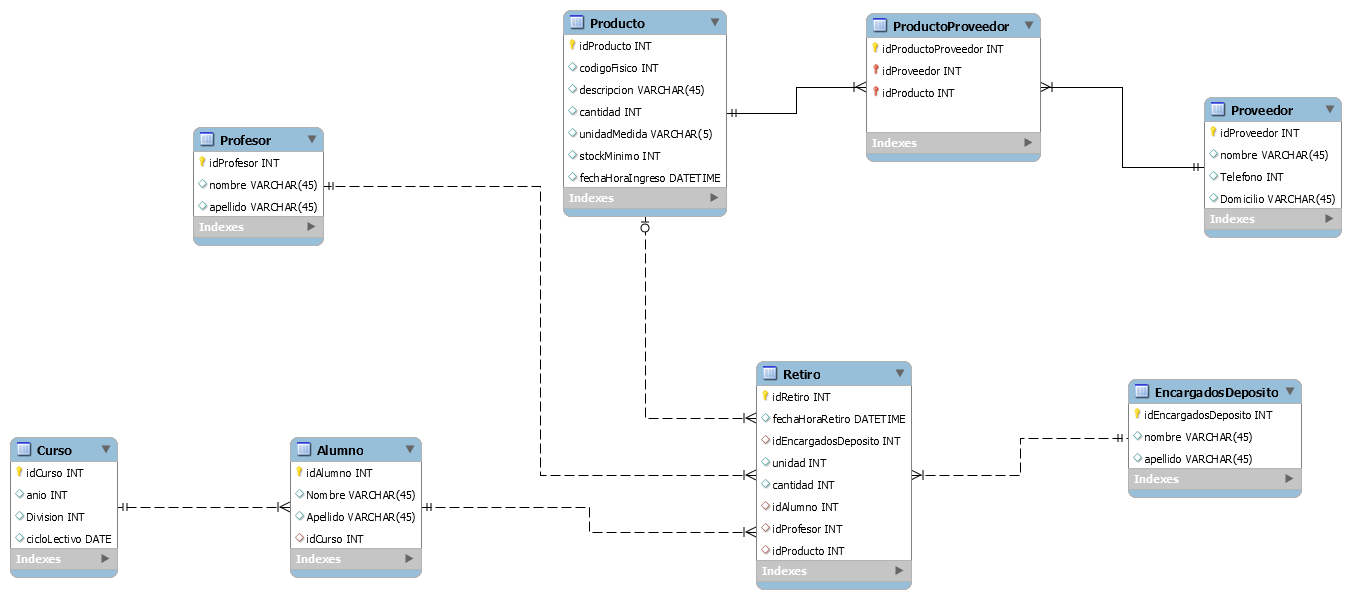 Producto
idProducto INT
codigoFisico INT
descripcion VARCHAR(45)
cantidad INT
unidadMedida VARCHAR(5)
stockMinimo INT
fechaHoraIngreso DATETIME
Indexes
ProductoProveedor
idProductoProveedor INT
idProveedor INT
idProducto INT
Indexes
Proveedor
idProveedor INT
nombre VARCHAR(45)
Telefono INT
Domicilio VARCHAR(45)
Indexes
Profesor
idProfesor INT
nombre VARCHAR(45)
apellido VARCHAR(45)
Indexes
Retiro
idRetiro INT
fechaHoraRetiro DATETIME
idEncargadosDeposito INT
unidad INT
cantidad INT
idAlumno INT
idProfesor INT
idProducto INT
Indexes
EncargadosDeposito
idEncargadosDeposito INT
nombre VARCHAR(45)
apellido VARCHAR(45)
Indexes
Curso
idCurso INT
anio INT
Division INT
cicloLectivo DATE
Indexes
Alumno
idAlumno INT
Nombre VARCHAR(45)
Apellido VARCHAR(45)
idCurso INT
Indexes